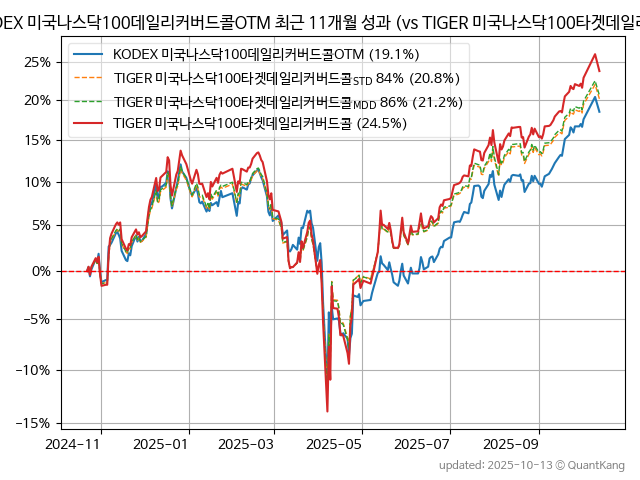 DEX 미국나스닥100데일리커버드콜OTM 최근 11개월 성과 (vs TIGER 미국나스닥100타겟데일리
KODEX 미국나스닥100데일리커버드콜OTM (19.1%)
TIGER 미국나스닥100타겟데일리커버드콜STD 84% (20.8%)
TIGER 미국나스닥100타겟데일리커버드콜MDD 86% (21.2%)
TIGER 미국나스닥100타겟데일리커버드콜 (24.5%)
25%
20%
15%
10%
5%
0%
−5%
−10%
−15%
2024-11
2025-01
2025-03
2025-05
2025-07
2025-09
updated: 2025-10-13 © QuantKang